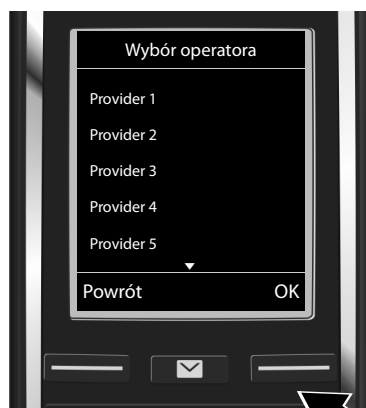 Wybór operatora
Provider 1
Provider 2
Provider 3
Provider 4
Provider 5
Powrót OK